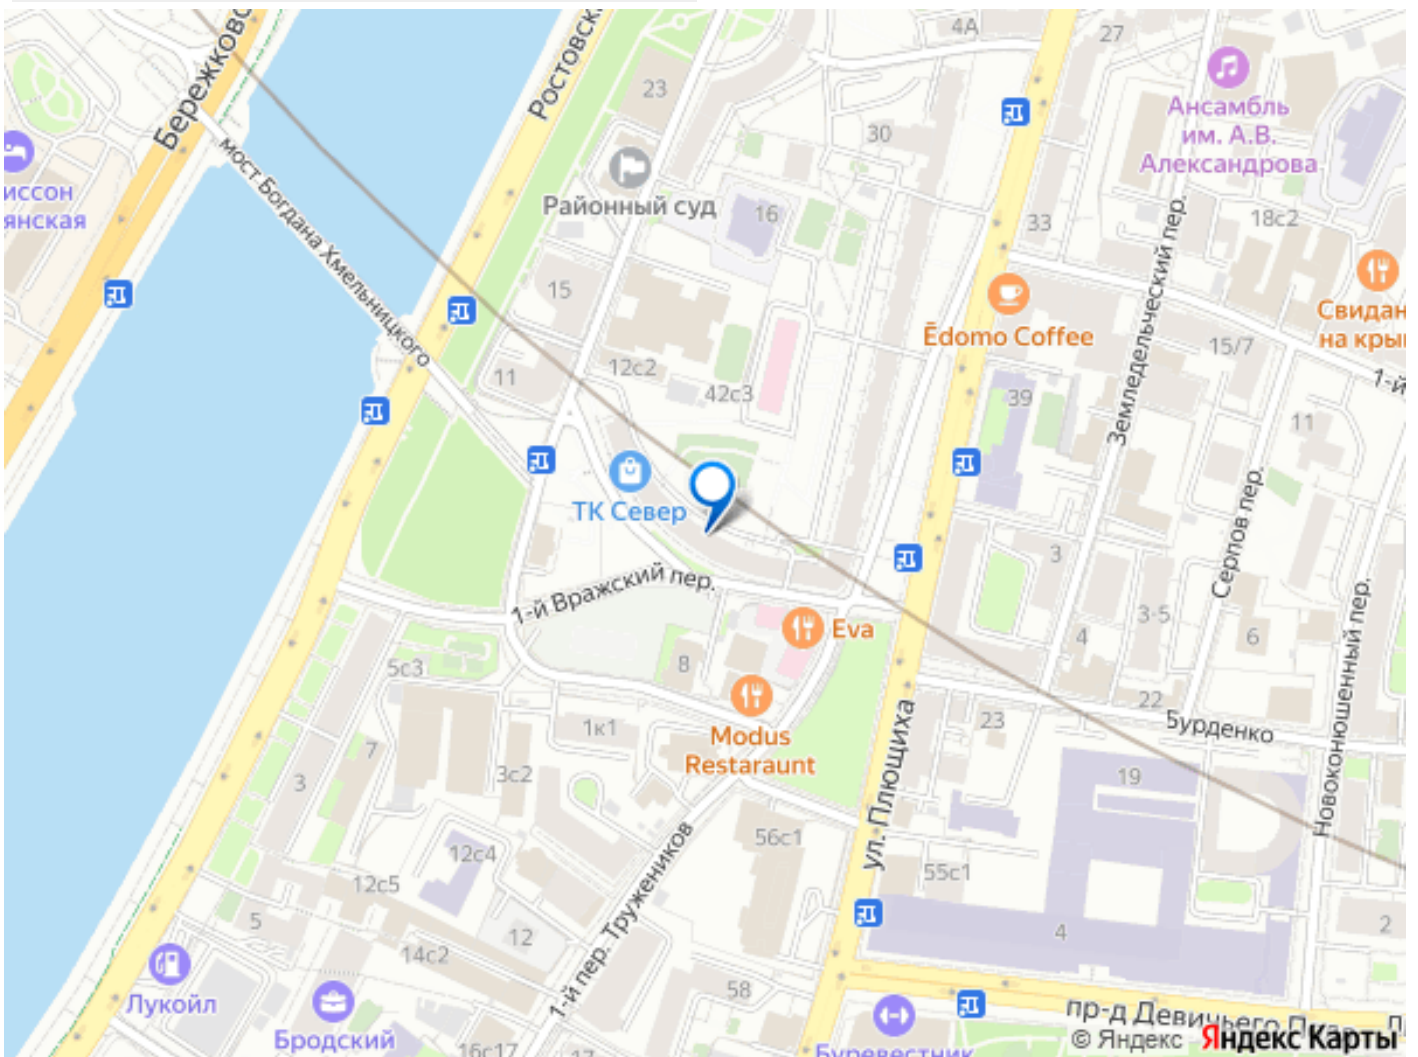 4А
27
Бережковс
Ростовск
23
Ансамбль
им. А.В.
Александрова
30
мост Богдана Хмельницкого
иссон
янская
Районный суд
16
33
18с2
Земледельческий пер.
15
Свидан
на кры
Ēdomo Coffee
15/7
12с2
11
42с3
39
1-й
11
ТК Север
Серпов пер.
3
1-й Вражский пер.
3-5
4
6
Eva
Новоконюшенный пер.
5с3
8
22
Modus
Restaraunt
1к1
ул. Плющиха
23
Бурденко
7
3с2
3
19
56с1
12с4
55с1
12с5
1-й пер. Тружеников
5
12
4
2
14с2
58
Лукойл
Бродский
16с17
Буревестник
пр-д Девичьего Поля
© Яндекс Яндекс Карты